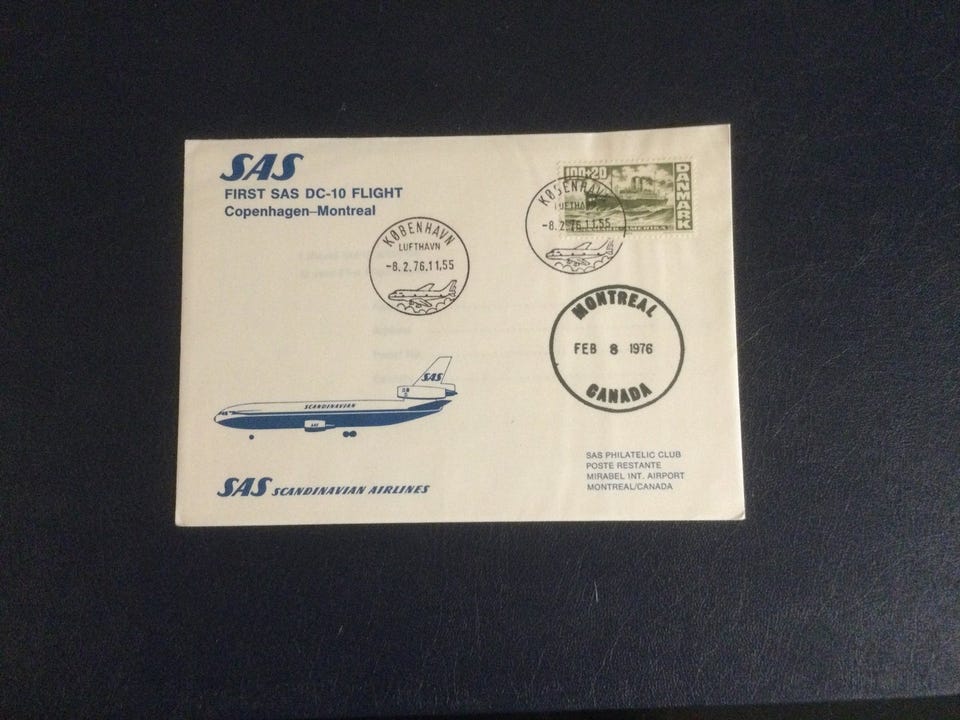 SAS
FIRST SAS DC-10 FLIGHT
Copenhagen–Montreal
KØBENHAVN
LUFTHAVN
-8.2.76.11,55
100+20
DANMARK
KØBENHAVN
LUFTHAVN
-8.2.76.11,55
MONTREAL
FEB 8 1976
CANADA
SAS
SCANDINAVIAN
SAS
SAS SCANDINAVIAN AIRLINES
SAS PHILATELIC CLUB
POSTE RESTANTE
MIRABEL INT. AIRPORT
MONTREAL/CANADA